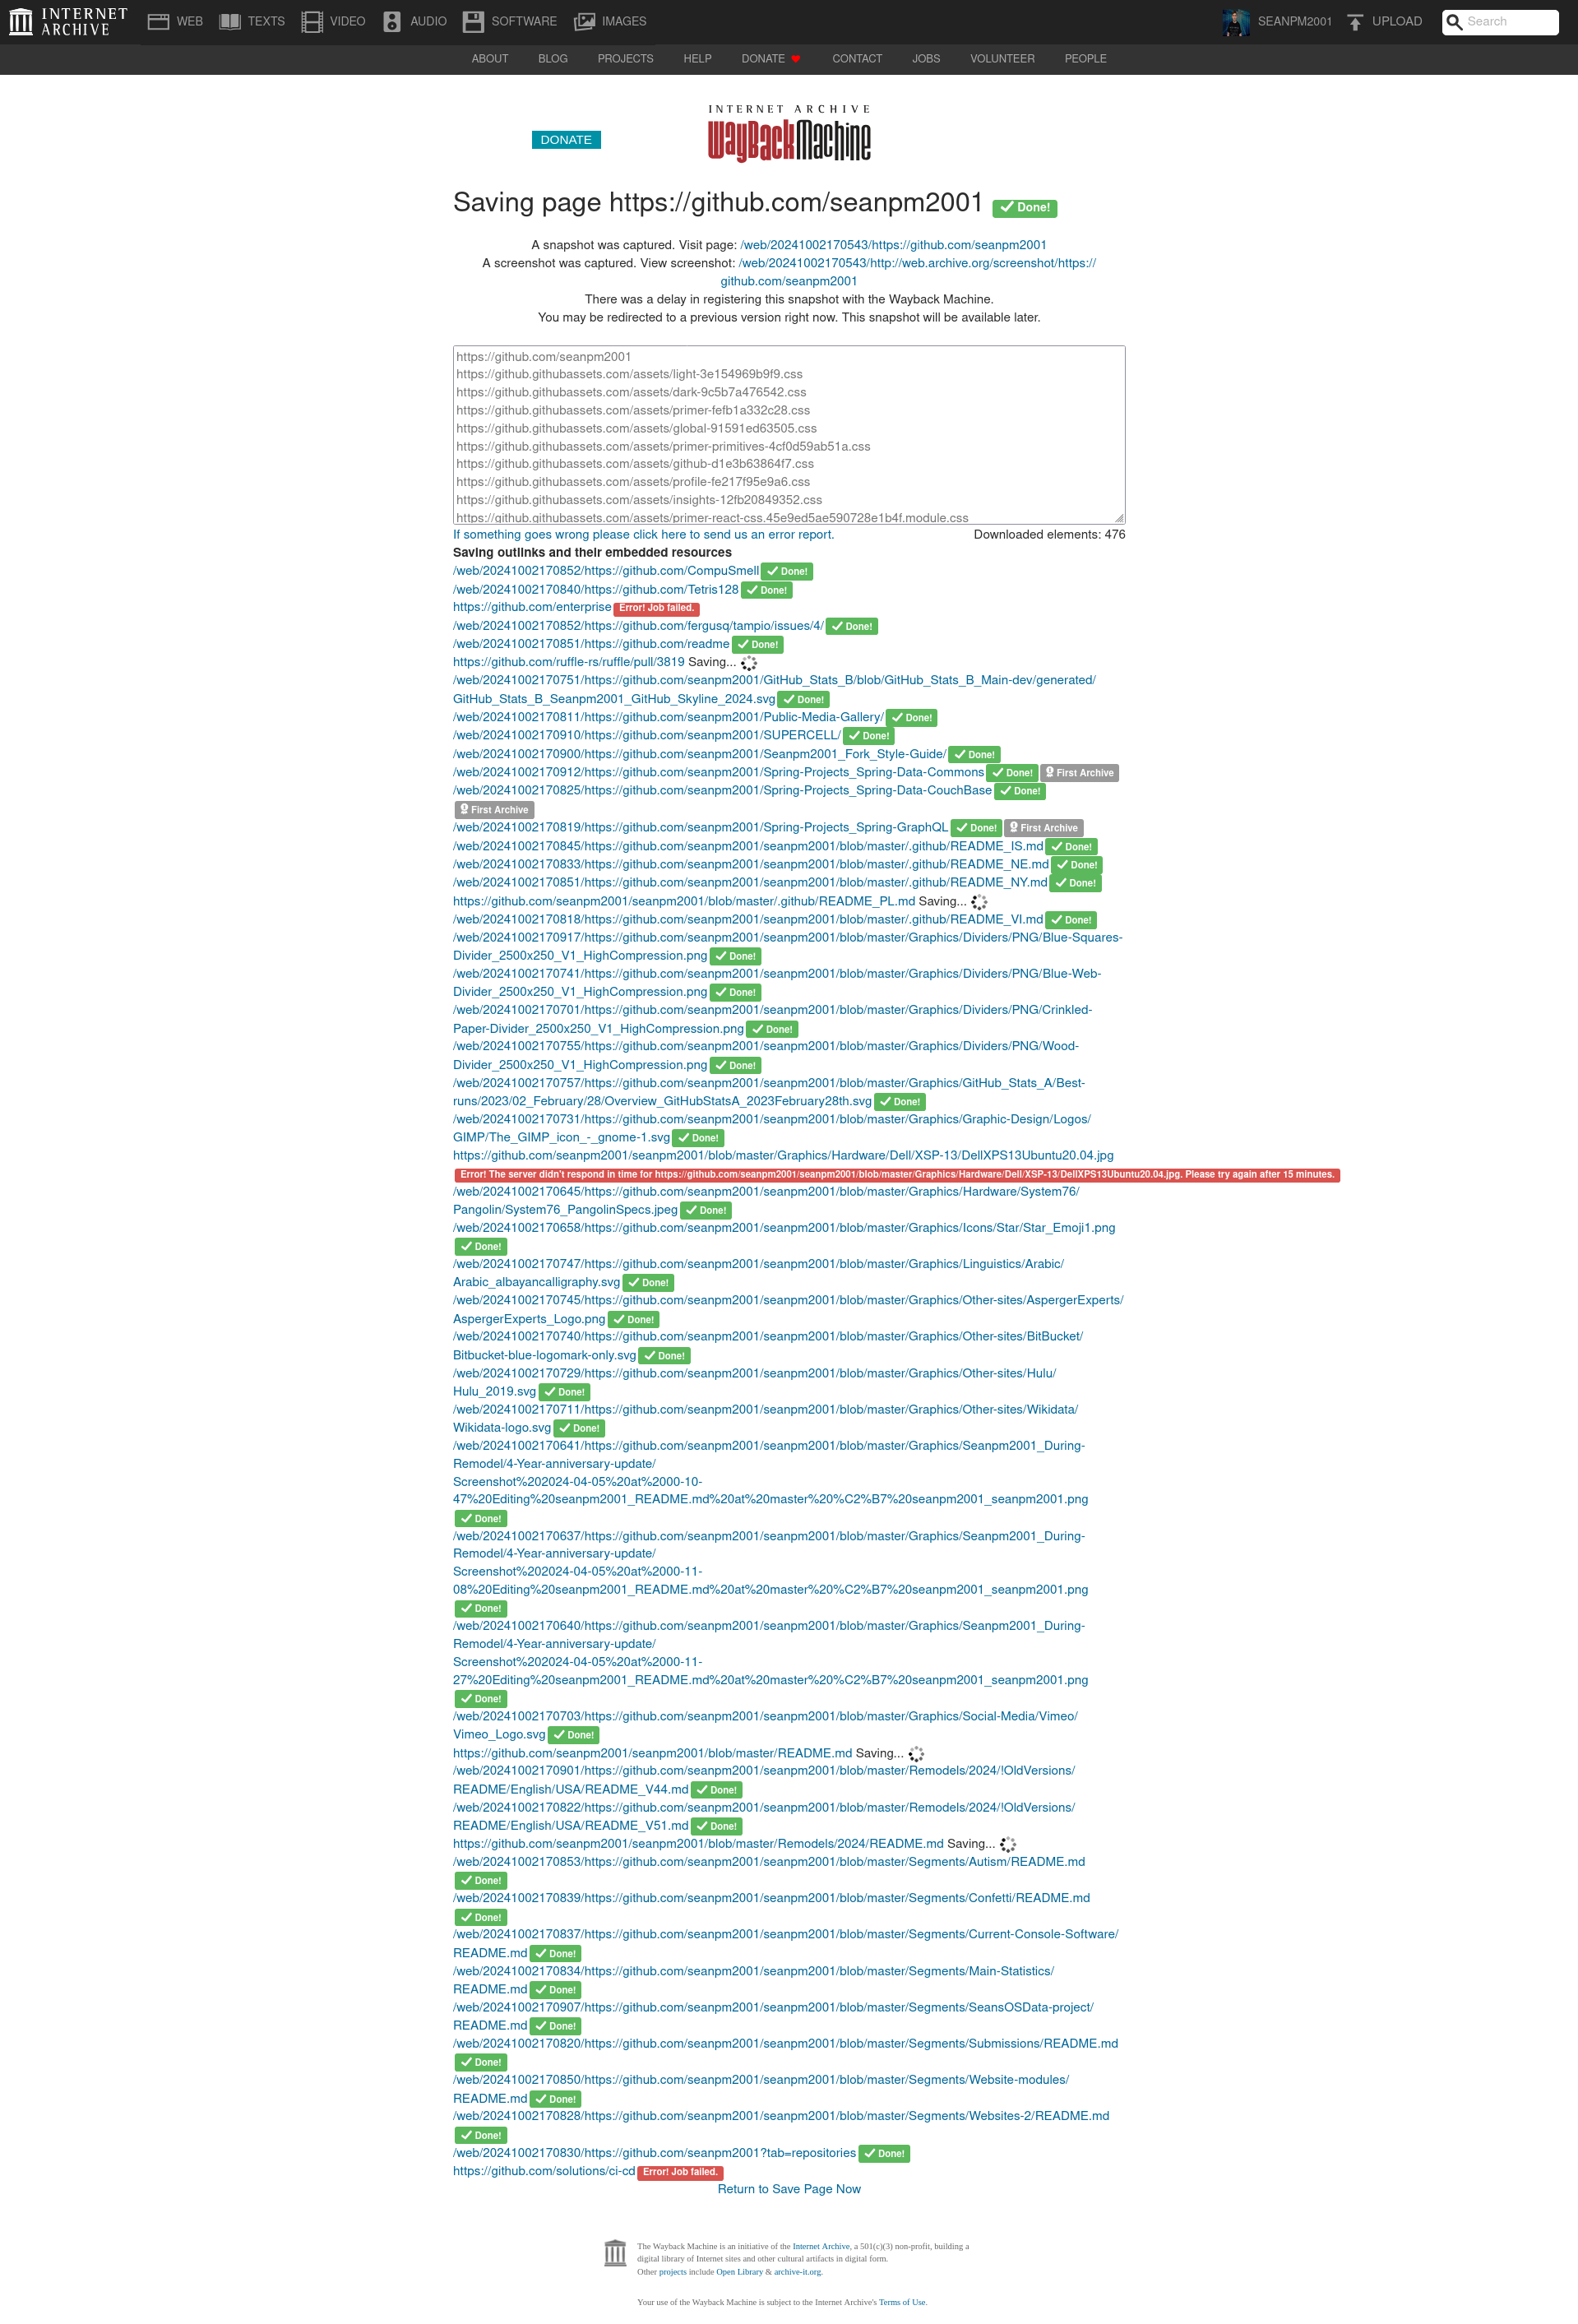 INTERNET ARCHIVE
WEB
TEXTS
VIDEO
AUDIO
SOFTWARE
IMAGES
SEANPM2001
UPLOAD
Search
ABOUT
BLOG
PROJECTS
HELP
DONATE
CONTACT
JOBS
VOLUNTEER
PEOPLE
INTERNET ARCHIVE
DONATE
WayBackMachine
Saving page https://github.com/seanpm2001 Done!
A snapshot was captured. Visit page: /web/20241002170543/https://github.com/seanpm2001
A screenshot was captured. View screenshot: /web/20241002170543/http://web.archive.org/screenshot/https://
github.com/seanpm2001
There was a delay in registering this snapshot with the Wayback Machine.
You may be redirected to a previous version right now. This snapshot will be available later.
https://github.com/seanpm2001
https://github.githubassets.com/assets/light-3e154969b9f9.css
https://github.githubassets.com/assets/dark-9c5b7a476542.css
https://github.githubassets.com/assets/primer-fefb1a332c28.css
https://github.githubassets.com/assets/global-91591ed63505.css
https://github.githubassets.com/assets/primer-primitives-4cf0d59ab51a.css
https://github.githubassets.com/assets/github-d1e3b63864f7.css
https://github.githubassets.com/assets/profile-fe217f95e9a6.css
https://github.githubassets.com/assets/insights-12fb20849352.css
https://github.githubassets.com/assets/primer-react-css.45e9ed5ae590728e1b4f.module.css
If something goes wrong please click here to send us an error report. Downloaded elements: 476
Saving outlinks and their embedded resources
/web/20241002170852/https://github.com/CompuSmell Done!
/web/20241002170840/https://github.com/Tetris128 Done!
https://github.com/enterprise Error! Job failed.
/web/20241002170852/https://github.com/fergusq/tampio/issues/4/ Done!
/web/20241002170851/https://github.com/readme Done!
https://github.com/ruffle-rs/ruffle/pull/3819 Saving...
/web/20241002170751/https://github.com/seanpm2001/GitHub_Stats_B/blob/GitHub_Stats_B_Main-dev/generated/
GitHub_Stats_B_Seanpm2001_GitHub_Skyline_2024.svg Done!
/web/20241002170811/https://github.com/seanpm2001/Public-Media-Gallery/ Done!
/web/20241002170910/https://github.com/seanpm2001/SUPERCELL/ Done!
/web/20241002170900/https://github.com/seanpm2001/Seanpm2001_Fork_Style-Guide/ Done!
/web/20241002170912/https://github.com/seanpm2001/Spring-Projects_Spring-Data-Commons Done! First Archive
/web/20241002170825/https://github.com/seanpm2001/Spring-Projects_Spring-Data-CouchBase Done!
First Archive
/web/20241002170819/https://github.com/seanpm2001/Spring-Projects_Spring-GraphQL Done! First Archive
/web/20241002170845/https://github.com/seanpm2001/seanpm2001/blob/master/.github/README_IS.md Done!
/web/20241002170833/https://github.com/seanpm2001/seanpm2001/blob/master/.github/README_NE.md Done!
/web/20241002170851/https://github.com/seanpm2001/seanpm2001/blob/master/.github/README_NY.md Done!
https://github.com/seanpm2001/seanpm2001/blob/master/.github/README_PL.md Saving...
/web/20241002170818/https://github.com/seanpm2001/seanpm2001/blob/master/.github/README_VI.md Done!
/web/20241002170917/https://github.com/seanpm2001/seanpm2001/blob/master/Graphics/Dividers/PNG/Blue-Squares-
Divider_2500x250_V1_HighCompression.png Done!
/web/20241002170741/https://github.com/seanpm2001/seanpm2001/blob/master/Graphics/Dividers/PNG/Blue-Web-
Divider_2500x250_V1_HighCompression.png Done!
/web/20241002170701/https://github.com/seanpm2001/seanpm2001/blob/master/Graphics/Dividers/PNG/Crinkled-
Paper-Divider_2500x250_V1_HighCompression.png Done!
/web/20241002170755/https://github.com/seanpm2001/seanpm2001/blob/master/Graphics/Dividers/PNG/Wood-
Divider_2500x250_V1_HighCompression.png Done!
/web/20241002170757/https://github.com/seanpm2001/seanpm2001/blob/master/Graphics/GitHub_Stats_A/Best-
runs/2023/02_February/28/Overview_GitHubStatsA_2023February28th.svg Done!
/web/20241002170731/https://github.com/seanpm2001/seanpm2001/blob/master/Graphics/Graphic-Design/Logos/
GIMP/The_GIMP_icon_-_gnome-1.svg Done!
https://github.com/seanpm2001/seanpm2001/blob/master/Graphics/Hardware/Dell/XSP-13/DellXPS13Ubuntu20.04.jpg
Error! The server didn't respond in time for https://github.com/seanpm2001/seanpm2001/blob/master/Graphics/Hardware/Dell/XSP-13/DellXPS13Ubuntu20.04.jpg. Please try again after 15 minutes.
/web/20241002170645/https://github.com/seanpm2001/seanpm2001/blob/master/Graphics/Hardware/System76/
Pangolin/System76_PangolinSpecs.jpeg Done!
/web/20241002170658/https://github.com/seanpm2001/seanpm2001/blob/master/Graphics/Icons/Star/Star_Emoji1.png
Done!
/web/20241002170747/https://github.com/seanpm2001/seanpm2001/blob/master/Graphics/Linguistics/Arabic/
Arabic_albayancalligraphy.svg Done!
/web/20241002170745/https://github.com/seanpm2001/seanpm2001/blob/master/Graphics/Other-sites/AspergerExperts/
AspergerExperts_Logo.png Done!
/web/20241002170740/https://github.com/seanpm2001/seanpm2001/blob/master/Graphics/Other-sites/BitBucket/
Bitbucket-blue-logomark-only.svg Done!
/web/20241002170729/https://github.com/seanpm2001/seanpm2001/blob/master/Graphics/Other-sites/Hulu/
Hulu_2019.svg Done!
/web/20241002170711/https://github.com/seanpm2001/seanpm2001/blob/master/Graphics/Other-sites/Wikidata/
Wikidata-logo.svg Done!
/web/20241002170641/https://github.com/seanpm2001/seanpm2001/blob/master/Graphics/Seanpm2001_During-
Remodel/4-Year-anniversary-update/
Screenshot%202024-04-05%20at%2000-10-
47%20Editing%20seanpm2001_README.md%20at%20master%20%C2%B7%20seanpm2001_seanpm2001.png
Done!
/web/20241002170637/https://github.com/seanpm2001/seanpm2001/blob/master/Graphics/Seanpm2001_During-
Remodel/4-Year-anniversary-update/
Screenshot%202024-04-05%20at%2000-11-
08%20Editing%20seanpm2001_README.md%20at%20master%20%C2%B7%20seanpm2001_seanpm2001.png
Done!
/web/20241002170640/https://github.com/seanpm2001/seanpm2001/blob/master/Graphics/Seanpm2001_During-
Remodel/4-Year-anniversary-update/
Screenshot%202024-04-05%20at%2000-11-
27%20Editing%20seanpm2001_README.md%20at%20master%20%C2%B7%20seanpm2001_seanpm2001.png
Done!
/web/20241002170703/https://github.com/seanpm2001/seanpm2001/blob/master/Graphics/Social-Media/Vimeo/
Vimeo_Logo.svg Done!
https://github.com/seanpm2001/seanpm2001/blob/master/README.md Saving...
/web/20241002170901/https://github.com/seanpm2001/seanpm2001/blob/master/Remodels/2024/!OldVersions/
README/English/USA/README_V44.md Done!
/web/20241002170822/https://github.com/seanpm2001/seanpm2001/blob/master/Remodels/2024/!OldVersions/
README/English/USA/README_V51.md Done!
https://github.com/seanpm2001/seanpm2001/blob/master/Remodels/2024/README.md Saving...
/web/20241002170853/https://github.com/seanpm2001/seanpm2001/blob/master/Segments/Autism/README.md
Done!
/web/20241002170839/https://github.com/seanpm2001/seanpm2001/blob/master/Segments/Confetti/README.md
Done!
/web/20241002170837/https://github.com/seanpm2001/seanpm2001/blob/master/Segments/Current-Console-Software/
README.md Done!
/web/20241002170834/https://github.com/seanpm2001/seanpm2001/blob/master/Segments/Main-Statistics/
README.md Done!
/web/20241002170907/https://github.com/seanpm2001/seanpm2001/blob/master/Segments/SeansOSData-project/
README.md Done!
/web/20241002170820/https://github.com/seanpm2001/seanpm2001/blob/master/Segments/Submissions/README.md
Done!
/web/20241002170850/https://github.com/seanpm2001/seanpm2001/blob/master/Segments/Website-modules/
README.md Done!
/web/20241002170828/https://github.com/seanpm2001/seanpm2001/blob/master/Segments/Websites-2/README.md
Done!
/web/20241002170830/https://github.com/seanpm2001?tab=repositories Done!
https://github.com/solutions/ci-cd Error! Job failed.
Return to Save Page Now
The Wayback Machine is an initiative of the Internet Archive, a 501(c)(3) non-profit, building a
digital library of Internet sites and other cultural artifacts in digital form.
Other projects include Open Library & archive-it.org.
Your use of the Wayback Machine is subject to the Internet Archive's Terms of Use.